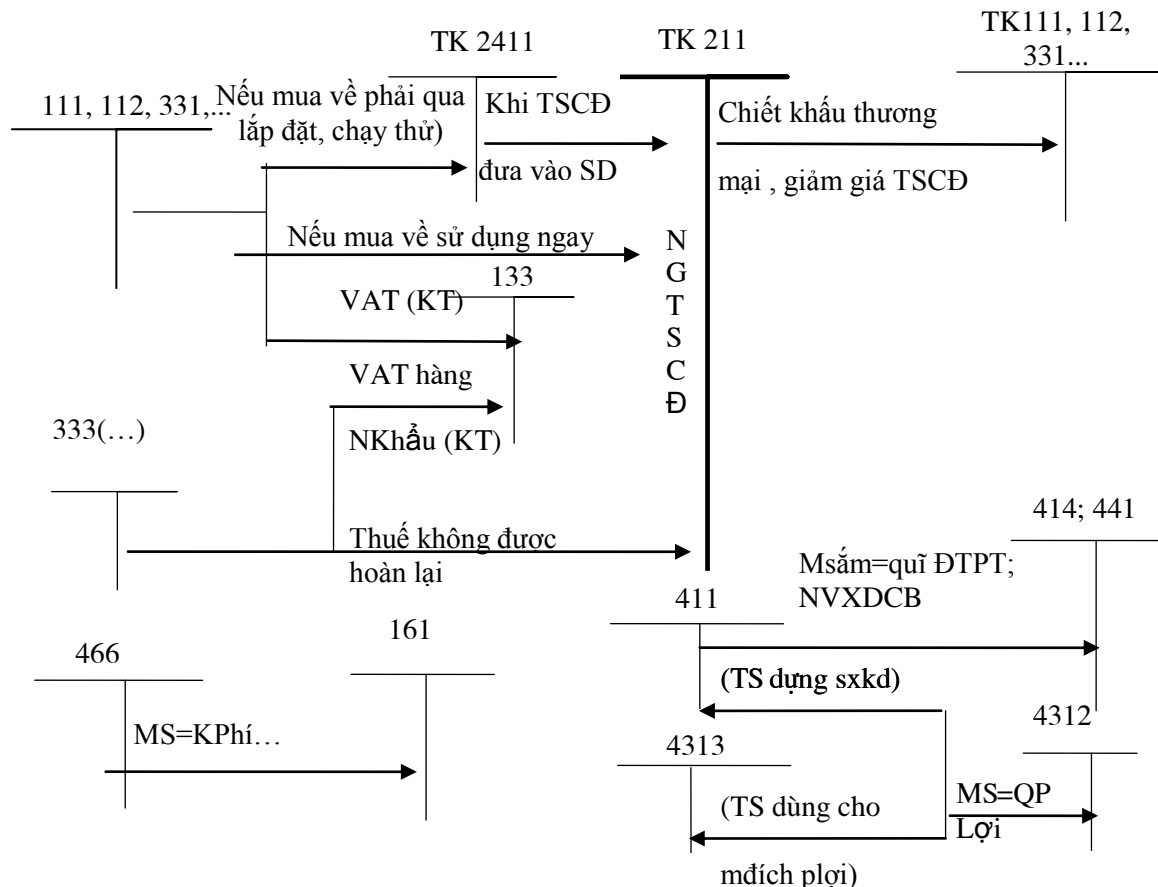 TK 2411
TK 211
TK111, 112,
331...
111, 112, 331,...
Nếu mua về phải qua
lắp đặt, chạy thử)
Khi TSCĐ
đưa vào SD
Chiết khấu thương
mại , giảm giá TSCĐ
Nếu mua về sử dụng ngay
N
G
T
S
C
Đ
133
VAT (KT)
VAT hàng
NKhẩu (KT)
333(…)
Thuế không được
hoàn lại
414; 441
Msắm=quĩ ĐTPT;
NVXDCB
411
(TS dựng sxkd)
466
161
MS=KPhí…
4312
4313
(TS dùng cho
mđích plợi)
MS=QP
Lợi